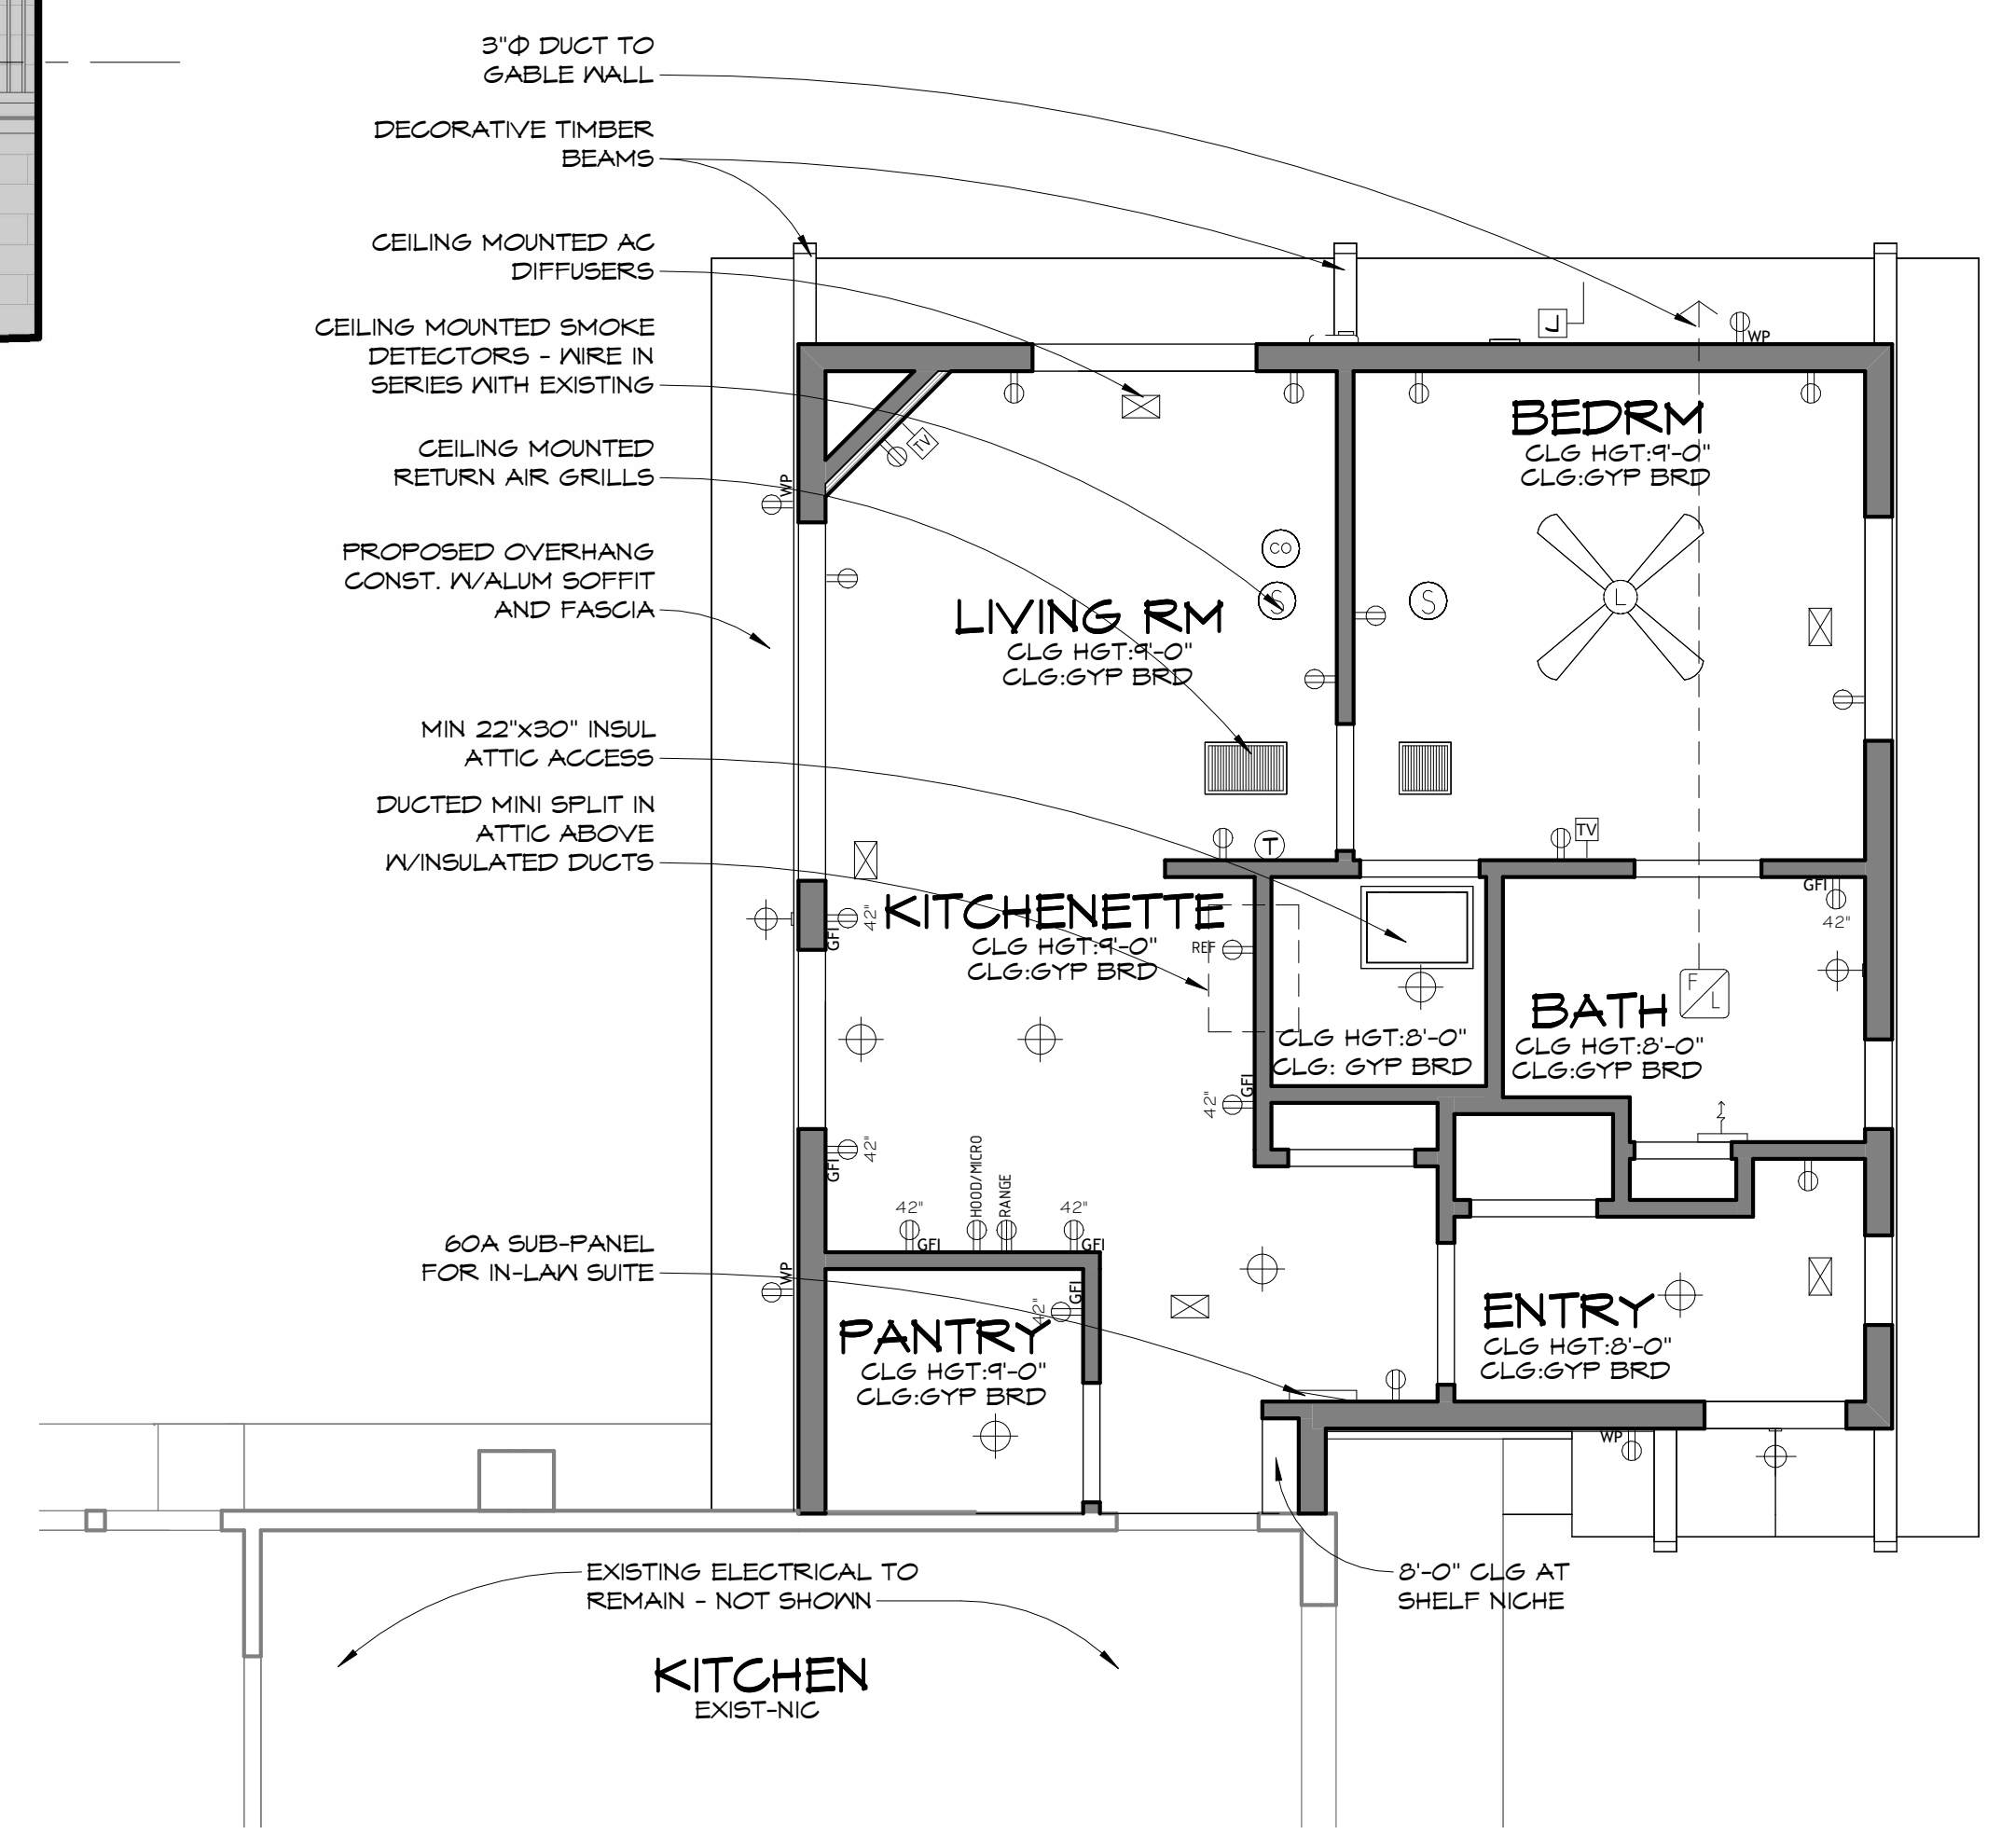 3"Φ DUCT TO
GABLE WALL
DECORATIVE TIMBER
BEAMS
CEILING MOUNTED AC
DIFFUSERS
CEILING MOUNTED SMOKE
DETECTORS - WIRE IN
SERIES WITH EXISTING
CEILING MOUNTED
RETURN AIR GRILLS
PROPOSED OVERHANG
CONST. W/ALUM SOFFIT
AND FASCIA
MIN 22"x30" INSUL
ATTIC ACCESS
DUCTED MINI SPLIT IN
ATTIC ABOVE
W/INSULATED DUCTS
60A SUB-PANEL
FOR IN-LAW SUITE
J
WP
BEDRM
CLG HGT:9'-0"
CLG:GYP BRD
TV
WP
CO
S
S
L
LIVING RM
CLG HGT:9'-0"
CLG:GYP BRD
T
TV
GFI
42"
KITCHENETTE
CLG HGT:9'-0"
CLG:GYP BRD
42"
GFI
REF
F
L
BATH
CLG HGT:8'-0"
CLG:GYP BRD
CLG HGT:8'-0"
CLG: GYP BRD
42"
GFI
42"
GFI
HOOD/MICRO
RANGE
42"
GFI
42"
GFI
WP
42"
GFI
PANTRY
CLG HGT:9'-0"
CLG:GYP BRD
ENTRY
CLG HGT:8'-0"
CLG:GYP BRD
WP
EXISTING ELECTRICAL TO
REMAIN - NOT SHOWN
8'-0" CLG AT
SHELF NICHE
KITCHEN
EXIST-NIC